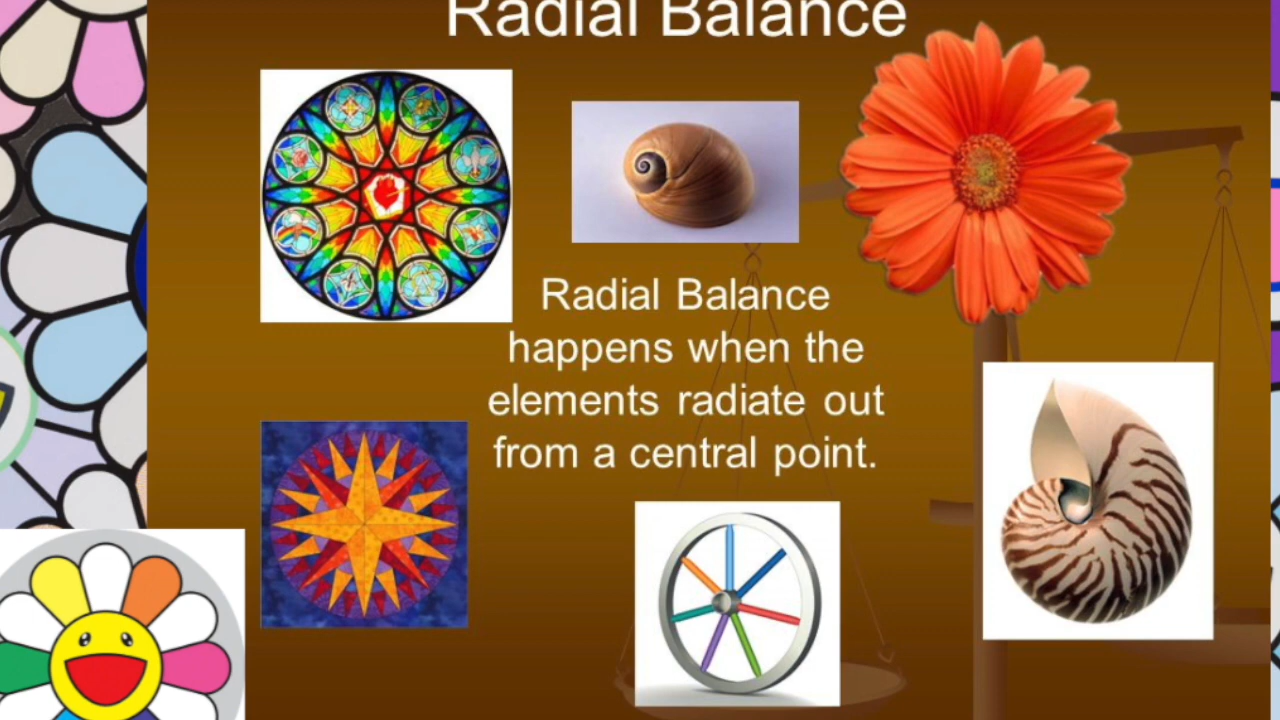 Radial Balance
Radial Balance
happens when the
elements radiate out
from a central point.